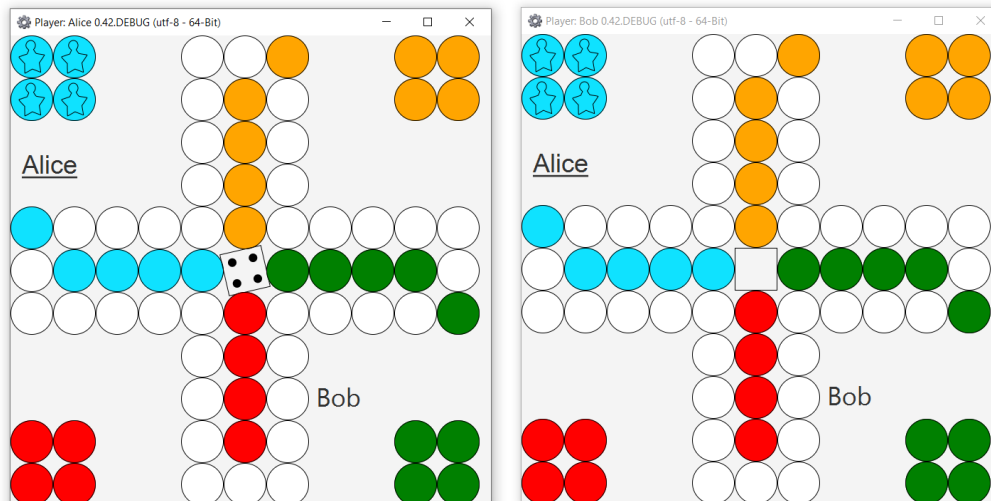 Player: Alice 0.42.DEBUG (utf-8 - 64-Bit)
Alice
Bob
Player: Bob 0.42.DEBUG (utf-8 - 64-Bit)
Alice
Bob